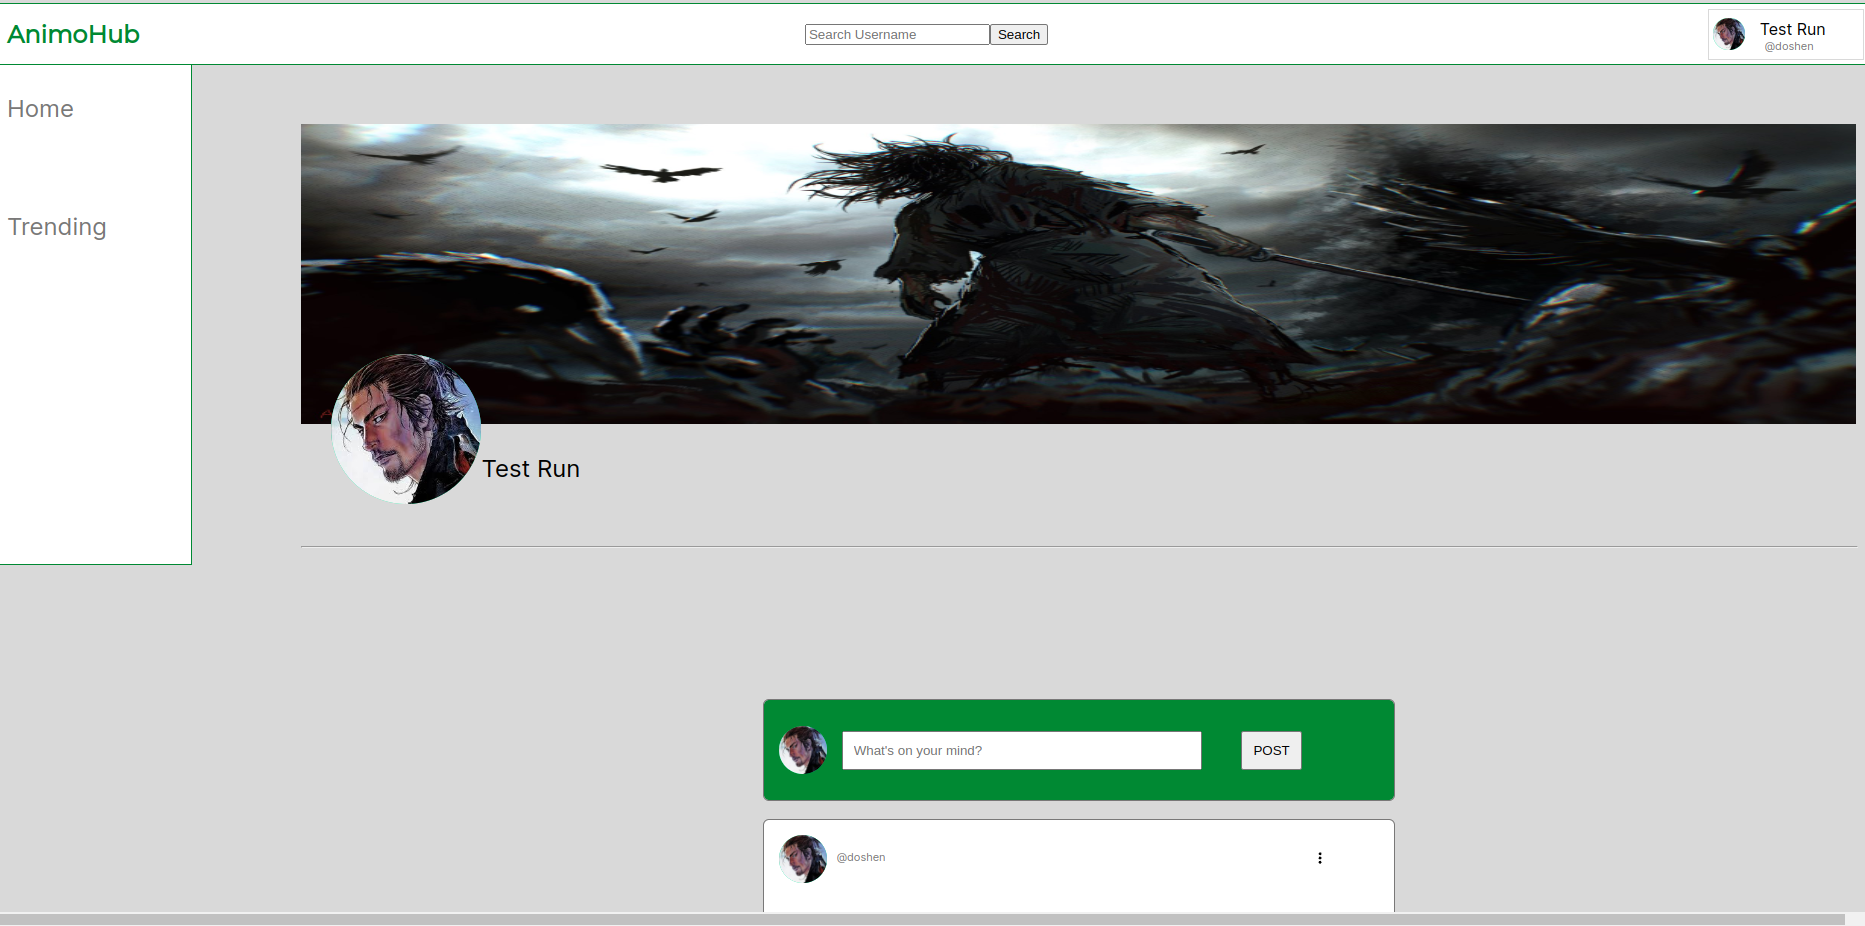 AnimoHub
Search Username
Search
Test Run
@doshen
Home
Trending
Test Run
What's on your mind?
POST
@doshen